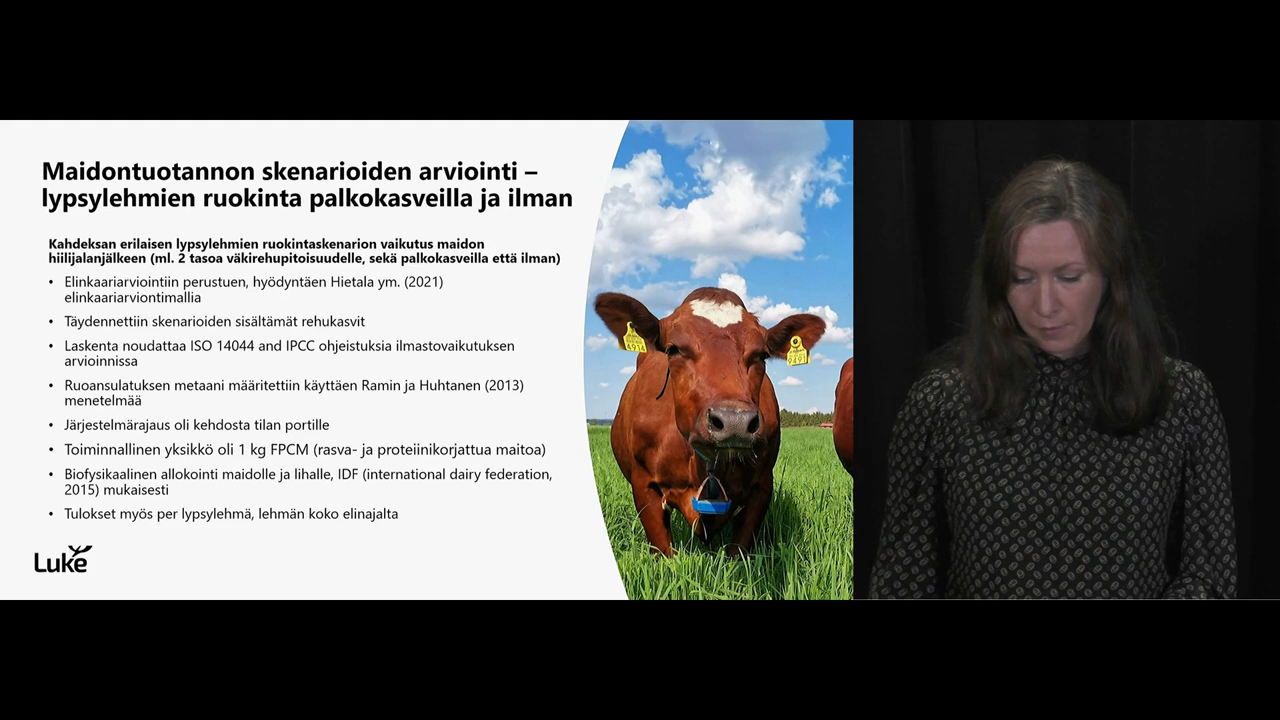 Maidontuotannon skenarioiden arviointi –
lypsylehmien ruokinta palkokasveilla ja ilman
Kahdeksan erilaisen lypsylehmien ruokintaskenarion vaikutus maidon
hiilijalanjälkeen (ml. 2 tasoa väkirehupitoisuudelle, sekä palkokasveilla että ilman)
• Elinkaariarviointiin perustuen, hyödyntäen Hietala ym. (2021)
elinkaariarviontimallia
• Täydennettiin skenarioiden sisältämät rehukasvit
• Laskenta noudattaa ISO 14044 and IPCC ohjeistuksia ilmastovaikutuksen
arvioinnissa
• Ruoansulatuksen metaani määritettiin käyttäen Ramin ja Huhtanen (2013)
menetelmää
• Järjestelmärajaus oli kehdosta tilan portille
• Toiminnallinen yksikkö oli 1 kg FPCM (rasva- ja proteiinikorjattua maitoa)
• Biofysikaalinen allokointi maidolle ja lihalle, IDF (international dairy federation,
2015) mukaisesti
• Tulokset myös per lypsylehmä, lehmän koko elinajalta
Luke